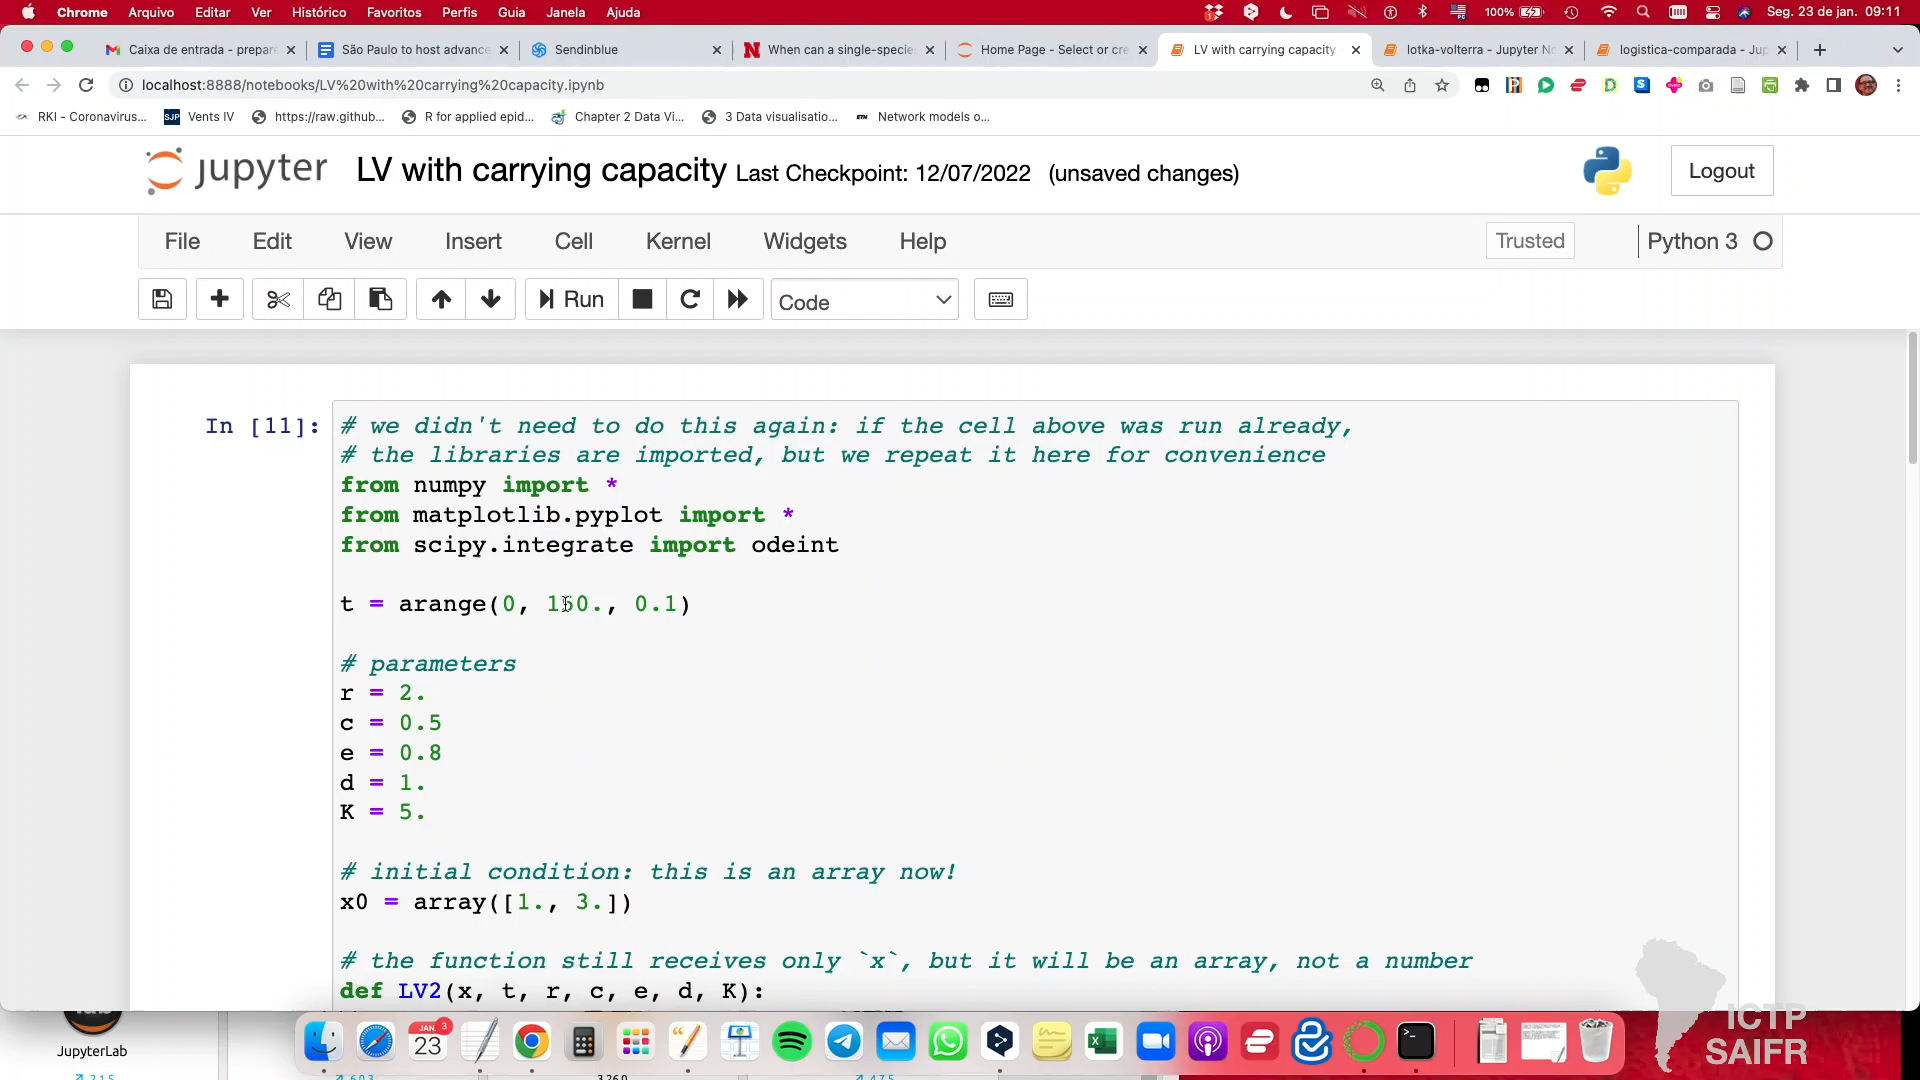 Chrome Arquivo Editar Ver Histórico Favoritos Perfis Guia Janela Ajuda 100% Seg. 23 de jan. 09:11
Caixa de entrada - prepare São Paulo to host advance Sendinblue When can a single-specie Home Page - Select or cre LV with carrying capacity lotka-volterra - Jupyter No logistica-comparada - Jup
localhost:8888/notebooks/LV%20with%20carrying%20capacity.ipynb
RKI - Coronavirus... SJP Vents IV https://raw.github... R for applied epid... Chapter 2 Data Vi... 3 Data visualisatio... ETH Network models o...
jupyter LV with carrying capacity Last Checkpoint: 12/07/2022 (unsaved changes) Logout
File Edit View Insert Cell Kernel Widgets Help Trusted Python 3
Run Code
In [11]: # we didn't need to do this again: if the cell above was run already,
# the libraries are imported, but we repeat it here for convenience
from numpy import *
from matplotlib.pyplot import *
from scipy.integrate import odeint
t = arange(0, 150., 0.1)
# parameters
r = 2.
c = 0.5
e = 0.8
d = 1.
K = 5.
# initial condition: this is an array now!
x0 = array([1., 3.])
# the function still receives only `x`, but it will be an array, not a number
def LV2(x, t, r, c, e, d, K):
ICTP
SAIFR
JAN. 3
23
JupyterLab